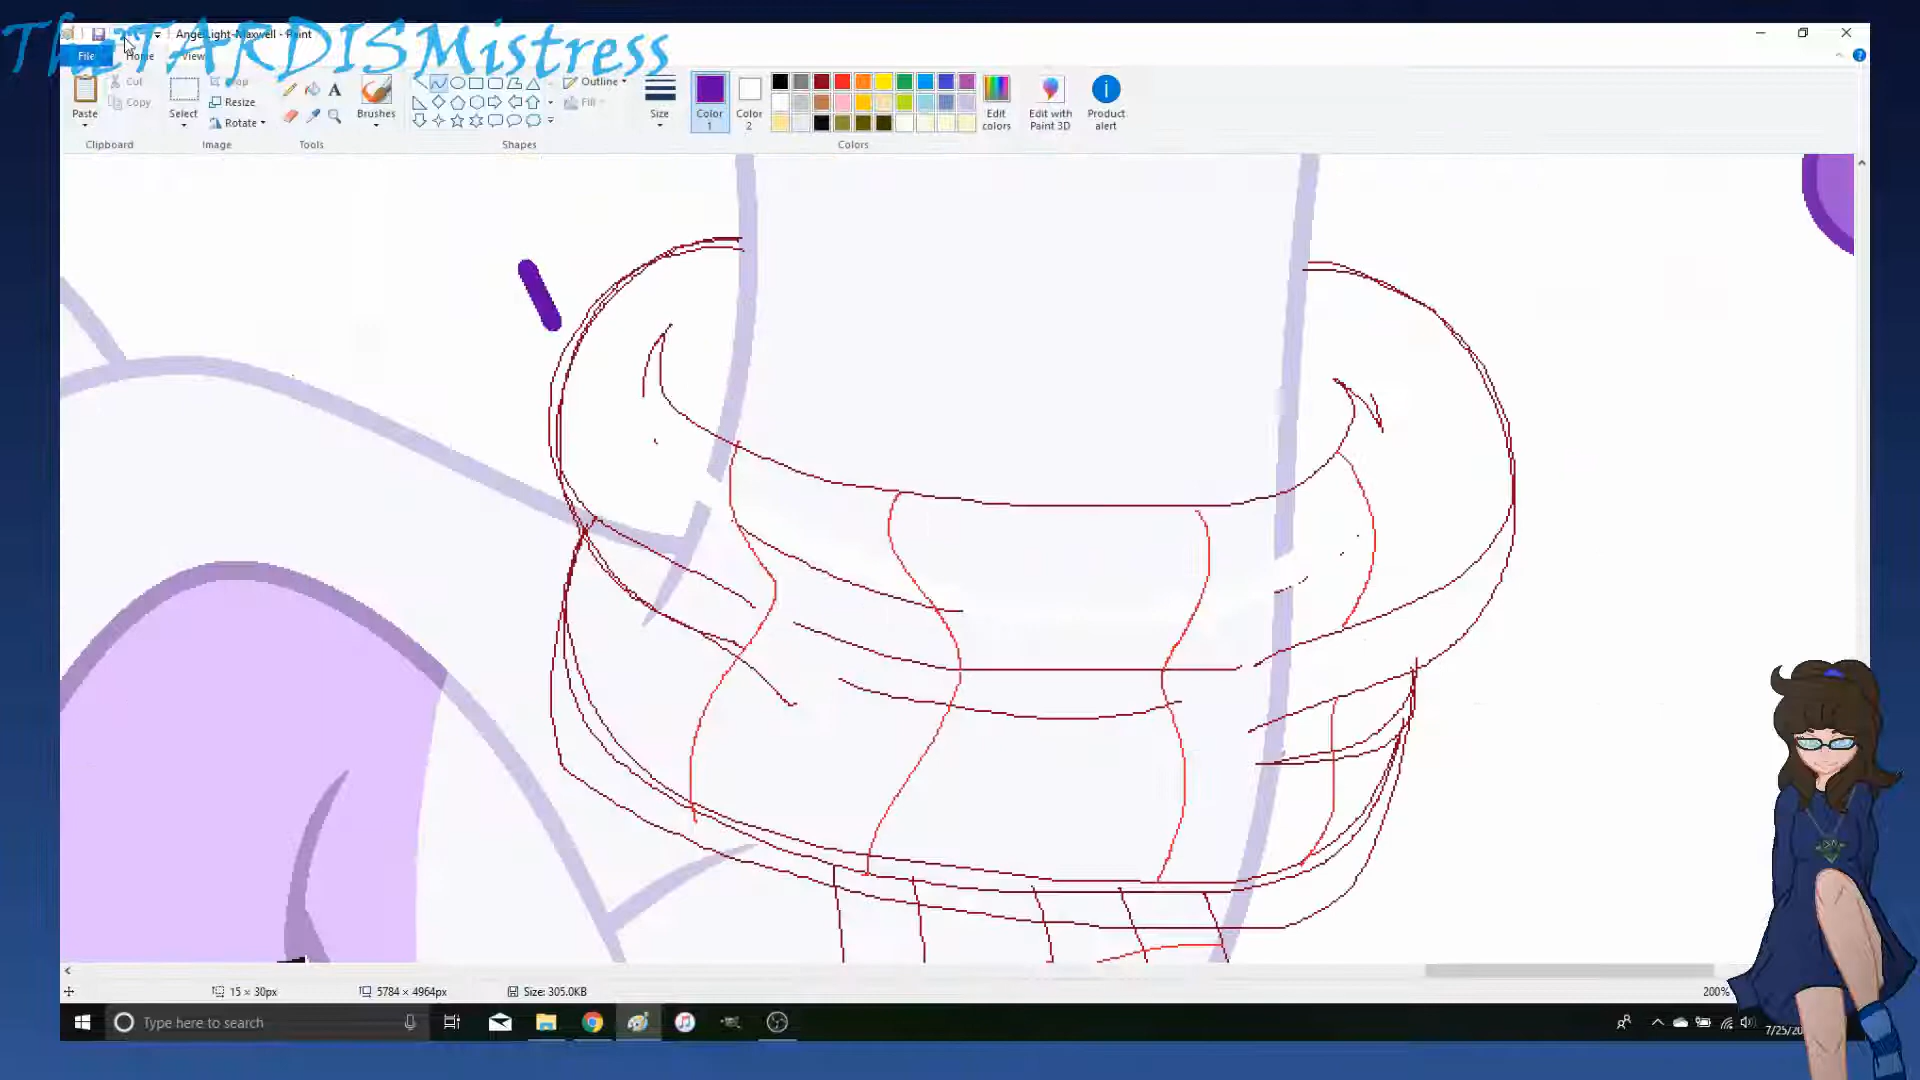 TheTARDISMistress
AngelLight-Maxwell - Paint
File Home View
Paste
Cut
Copy
Clipboard
Select
Crop
Resize
Rotate
Image
A
Tools
Brushes
Outline
Fill
Shapes
Size
Color 1
Color 2
Edit colors
Edit with Paint 3D
Product alert
Colors
15 × 30px
5784 × 4964px
Size: 305.0KB
200%
Type here to search